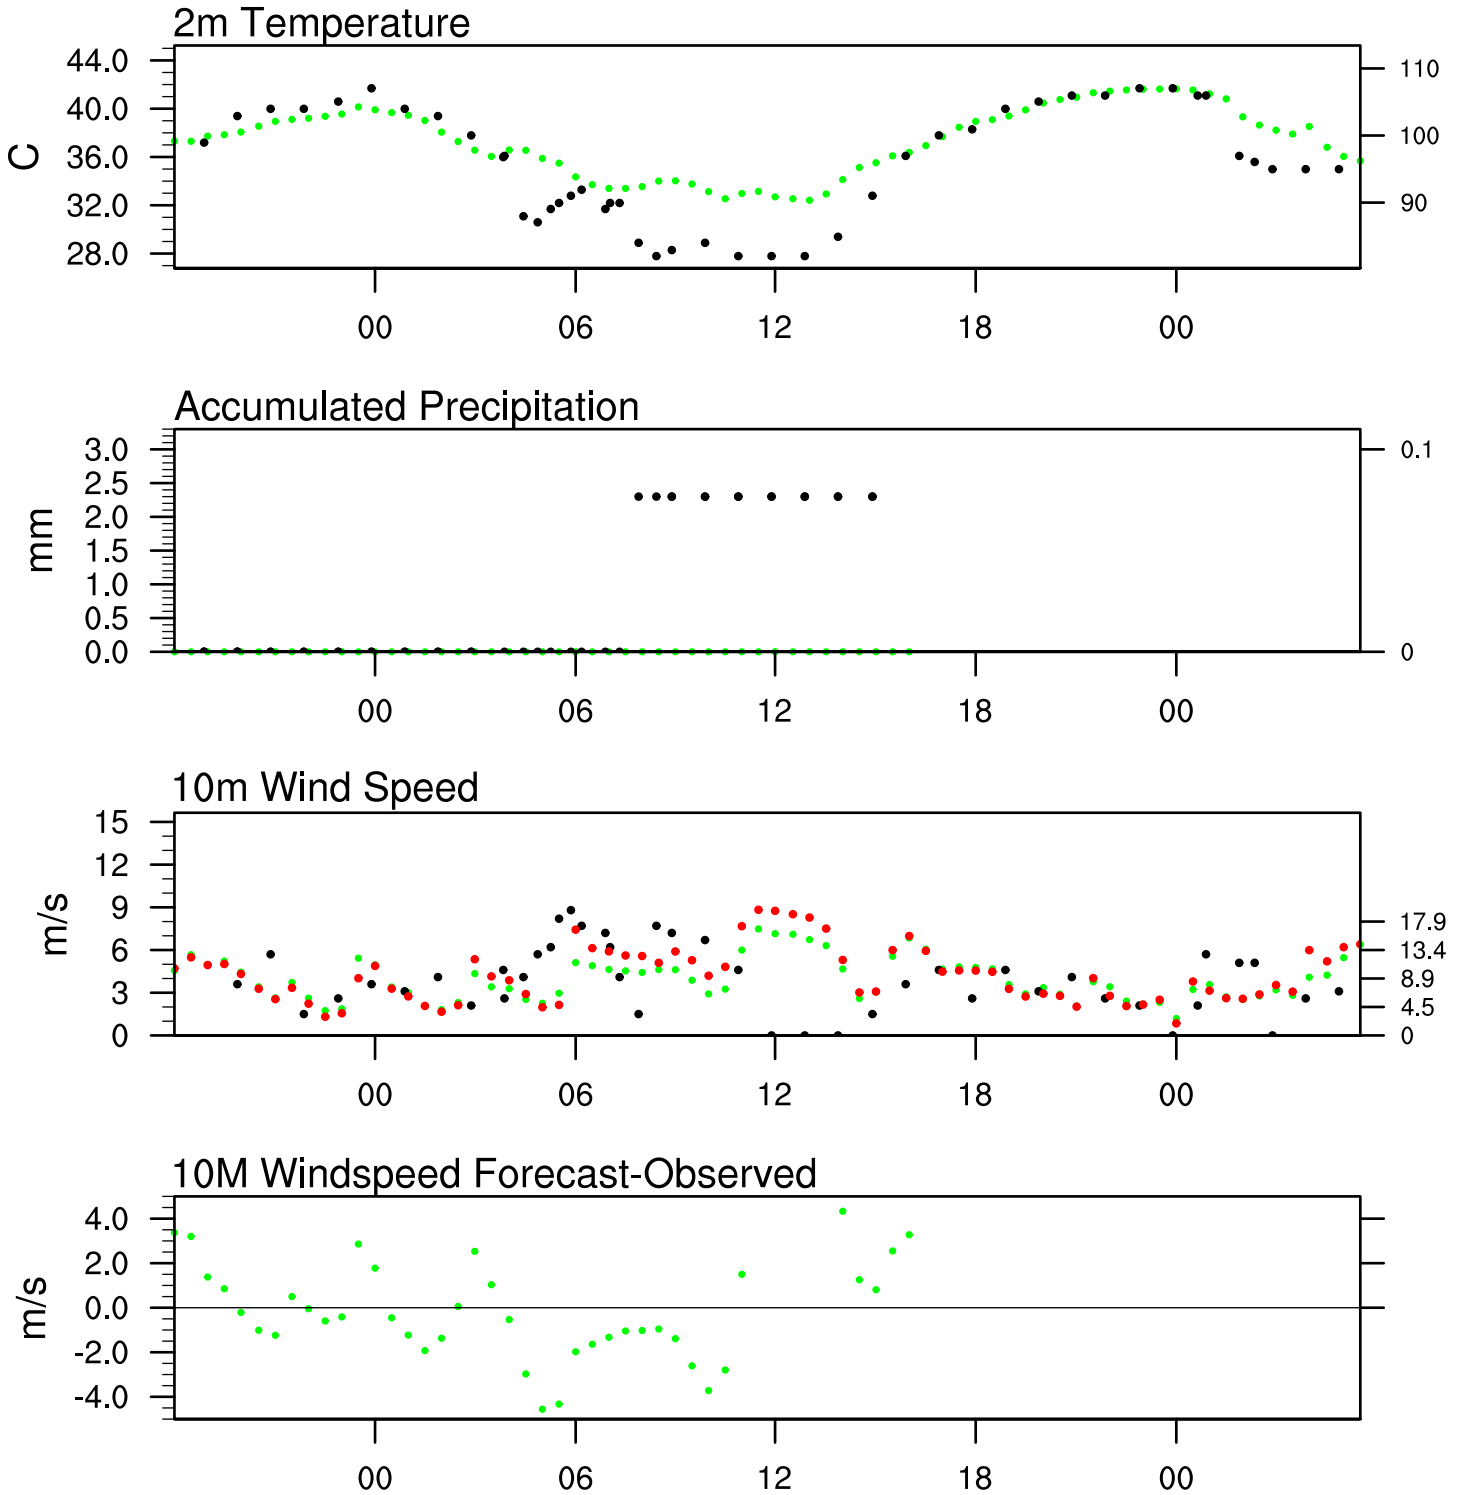 2m Temperature
44.0
40.0
36.0
32.0
28.0
C
110
100
90
00 06 12 18 00
Accumulated Precipitation
3.0
2.5
2.0
1.5
1.0
0.5
0.0
mm
0.1
0
00 06 12 18 00
10m Wind Speed
15
12
9
6
3
0
m/s
17.9
13.4
8.9
4.5
0
00 06 12 18 00
10M Windspeed Forecast-Observed
4.0
2.0
0.0
-2.0
-4.0
m/s
00 06 12 18 00